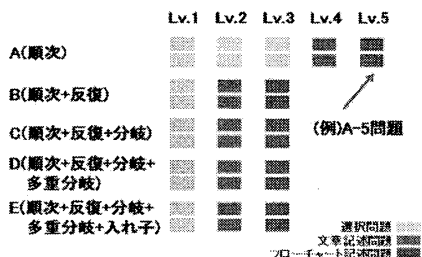 Lv.1 Lv.2 Lv.3 Lv.4 Lv.5
A(順次)
B(順次+反復)
C(順次+反復+分岐)
(例)A-5問題
D(順次+反復+分岐+
多重分岐)
E(順次+反復+分岐+
多重分岐+入れ子)
選択問題
文章記述問題
フローチャート記述問題